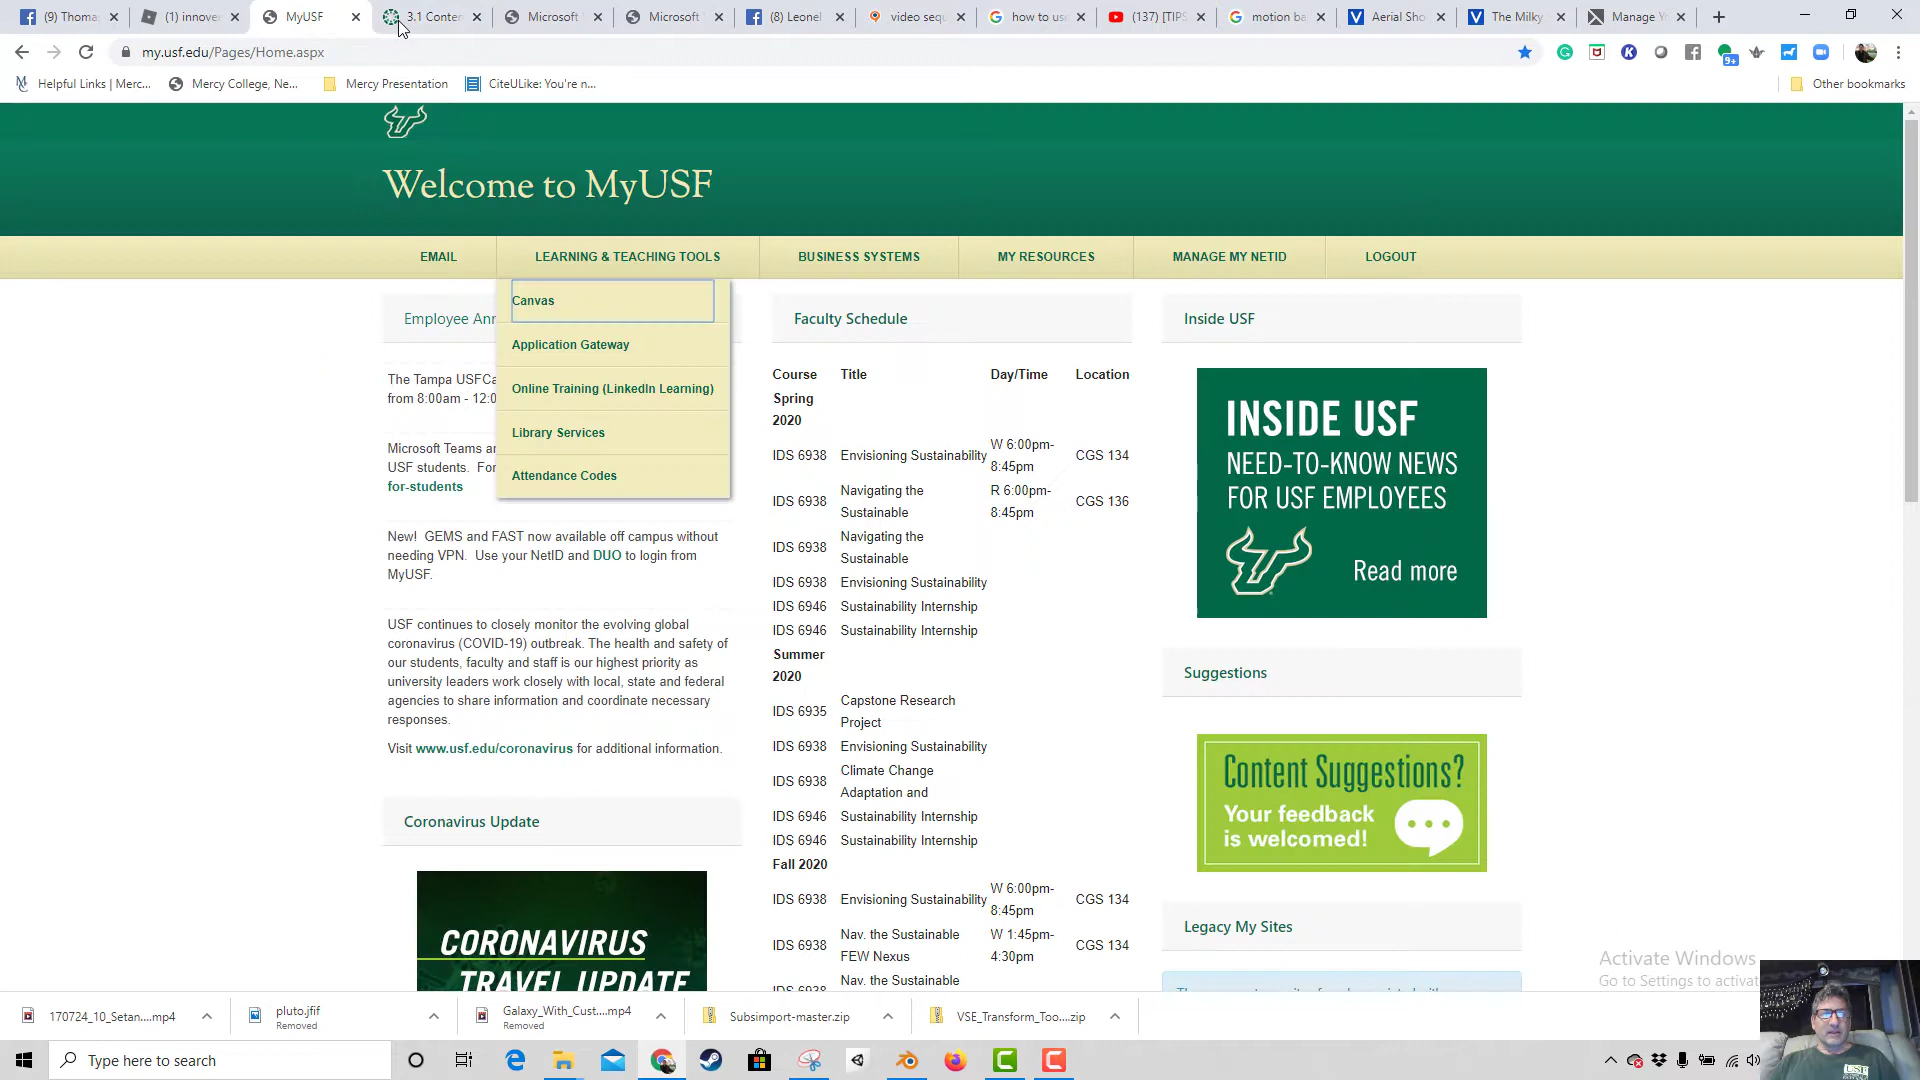 (9) Thoma
(1) innover
MyUSF
3.1 Conter
Microsoft
Microsoft
(8) Leonel
video sequ
how to use
(137) [TIPS
motion ba
Aerial Sho
The Milky
Manage Yo
my.usf.edu/Pages/Home.aspx
9+
Helpful Links | Merc...
Mercy College, Ne...
Mercy Presentation
CiteULike: You're n...
Other bookmarks
Welcome to MyUSF
EMAIL
LEARNING & TEACHING TOOLS
BUSINESS SYSTEMS
MY RESOURCES
MANAGE MY NETID
LOGOUT
Canvas
Application Gateway
Online Training (LinkedIn Learning)
Library Services
Attendance Codes
Employee Ann
The Tampa USFCa
from 8:00am - 12:0
Microsoft Teams an
USF students. For
for-students
New! GEMS and FAST now available off campus without
needing VPN. Use your NetID and DUO to login from
MyUSF.
USF continues to closely monitor the evolving global
coronavirus (COVID-19) outbreak. The health and safety of
our students, faculty and staff is our highest priority as
university leaders work closely with local, state and federal
agencies to share information and coordinate necessary
responses.
Visit www.usf.edu/coronavirus for additional information.
Coronavirus Update
CORONAVIRUS
TRAVEL UPDATE
Faculty Schedule
Course Title Day/Time Location
Spring
2020
IDS 6938 Envisioning Sustainability W 6:00pm-
8:45pm CGS 134
IDS 6938 Navigating the
Sustainable R 6:00pm-
8:45pm CGS 136
IDS 6938 Navigating the
Sustainable
IDS 6938 Envisioning Sustainability
IDS 6946 Sustainability Internship
IDS 6946 Sustainability Internship
Summer
2020
IDS 6935 Capstone Research
Project
IDS 6938 Envisioning Sustainability
IDS 6938 Climate Change
Adaptation and
IDS 6946 Sustainability Internship
IDS 6946 Sustainability Internship
Fall 2020
IDS 6938 Envisioning Sustainability W 6:00pm-
8:45pm CGS 134
IDS 6938 Nav. the Sustainable
FEW Nexus W 1:45pm-
4:30pm CGS 134
Nav. the Sustainable
Inside USF
INSIDE USF
NEED-TO-KNOW NEWS
FOR USF EMPLOYEES
Read more
Suggestions
Content Suggestions?
Your feedback
is welcomed!
Legacy My Sites
Activate Windows
Go to Settings to activat
170724_10_Setan....mp4
pluto.jfif
Removed
Galaxy_With_Cust....mp4
Removed
Subsimport-master.zip
VSE_Transform_Too....zip
Type here to search
USF